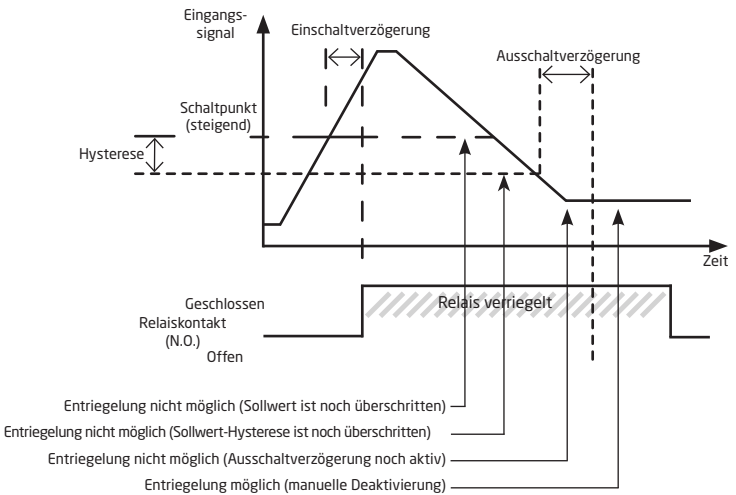 Eingangs-
signal
Einschaltverzögerung
Ausschaltverzögerung
Schaltpunkt
(steigend)
Hysterese
Zeit
Geschlossen
Relais verriegelt
Relaiskontakt
(N.O.)
Offen
Entriegelung nicht möglich (Sollwert ist noch überschritten)
Entriegelung nicht möglich (Sollwert-Hysterese ist noch überschritten)
Entriegelung nicht möglich (Ausschaltverzögerung noch aktiv)
Entriegelung möglich (manuelle Deaktivierung)